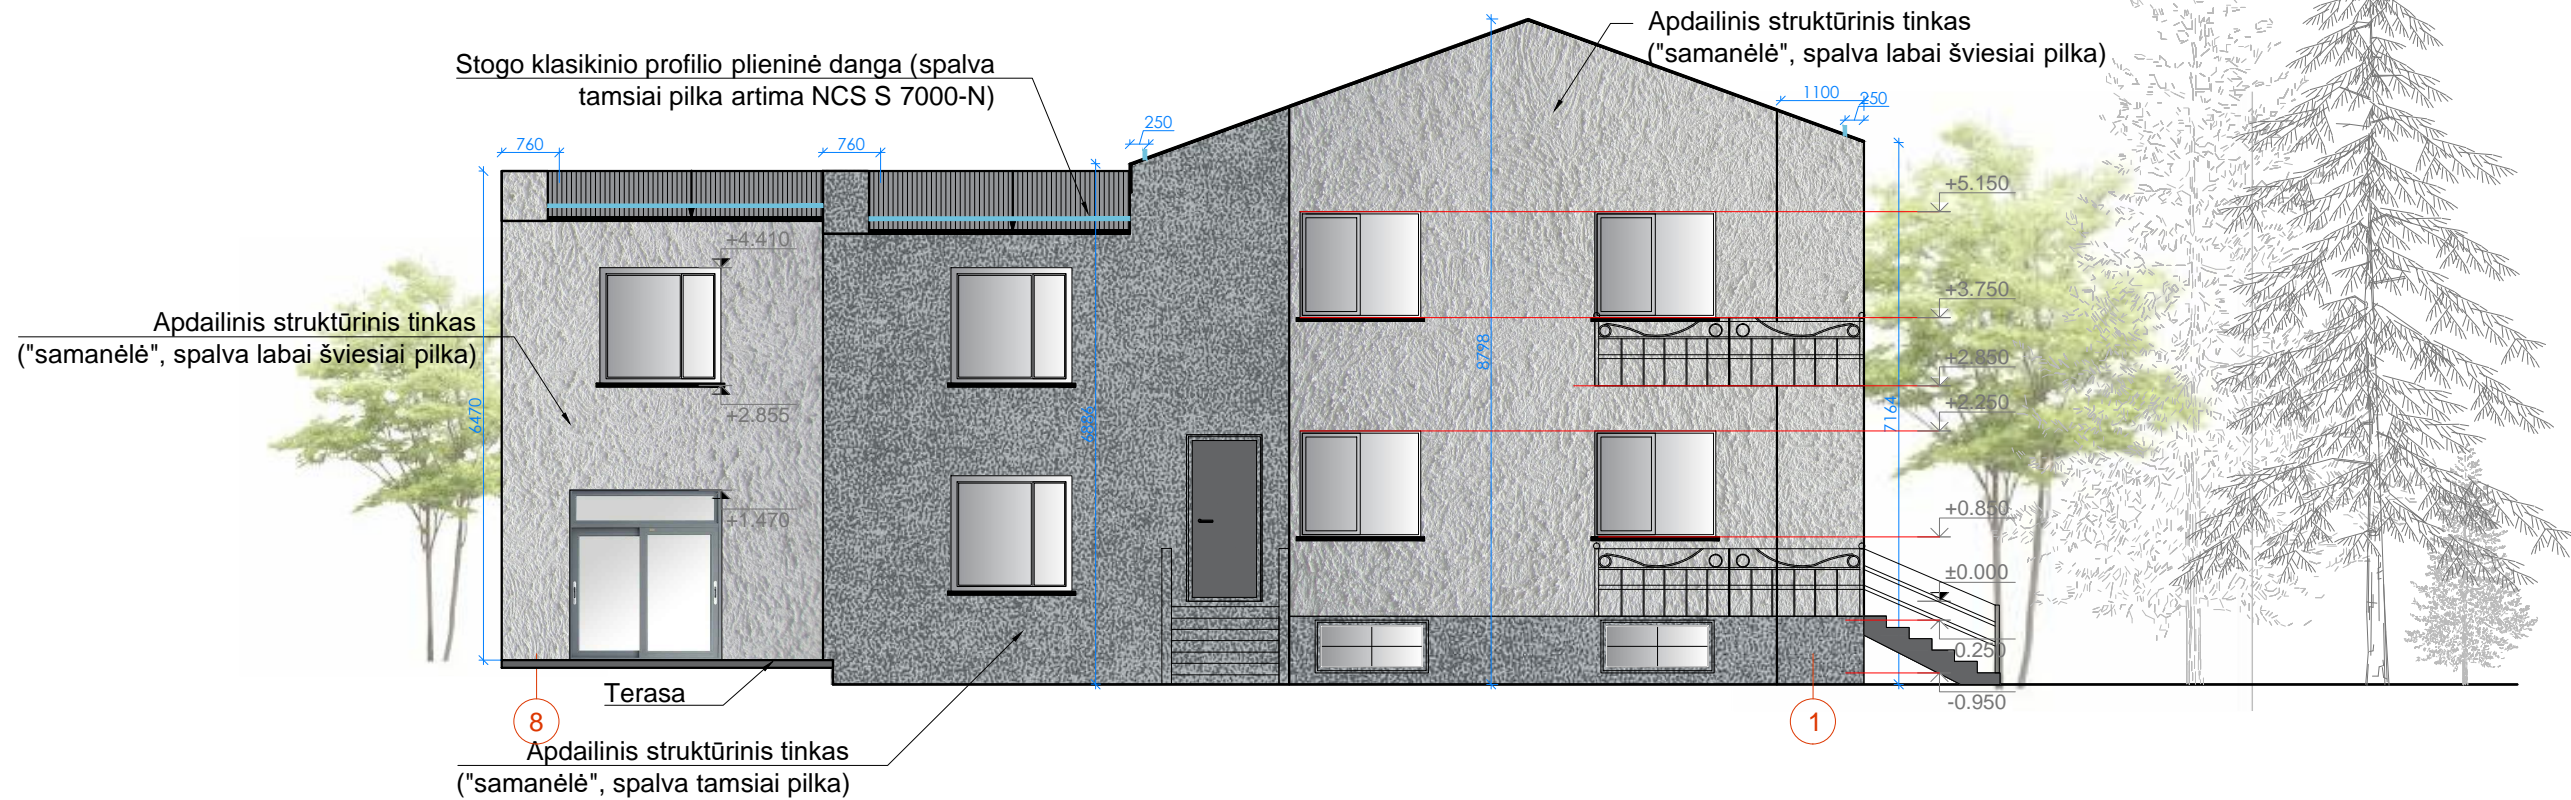 Apdailinis struktūrinis tinkas
("samanėlė", spalva labai šviesiai pilka)
Stogo klasikinio profilio plieninė danga (spalva
tamsiai pilka artima NCS S 7000-N)
1100
250
250
760
760
+5.150
+4.410
+3.750
Apdailinis struktūrinis tinkas
("samanėlė", spalva labai šviesiai pilka)
8798
+2.850
+2.855
+2.250
6470
7164
+1.470
+0.850
±0.000
0.250
Terasa
-0.950
8
1
Apdailinis struktūrinis tinkas
("samanėlė", spalva tamsiai pilka)